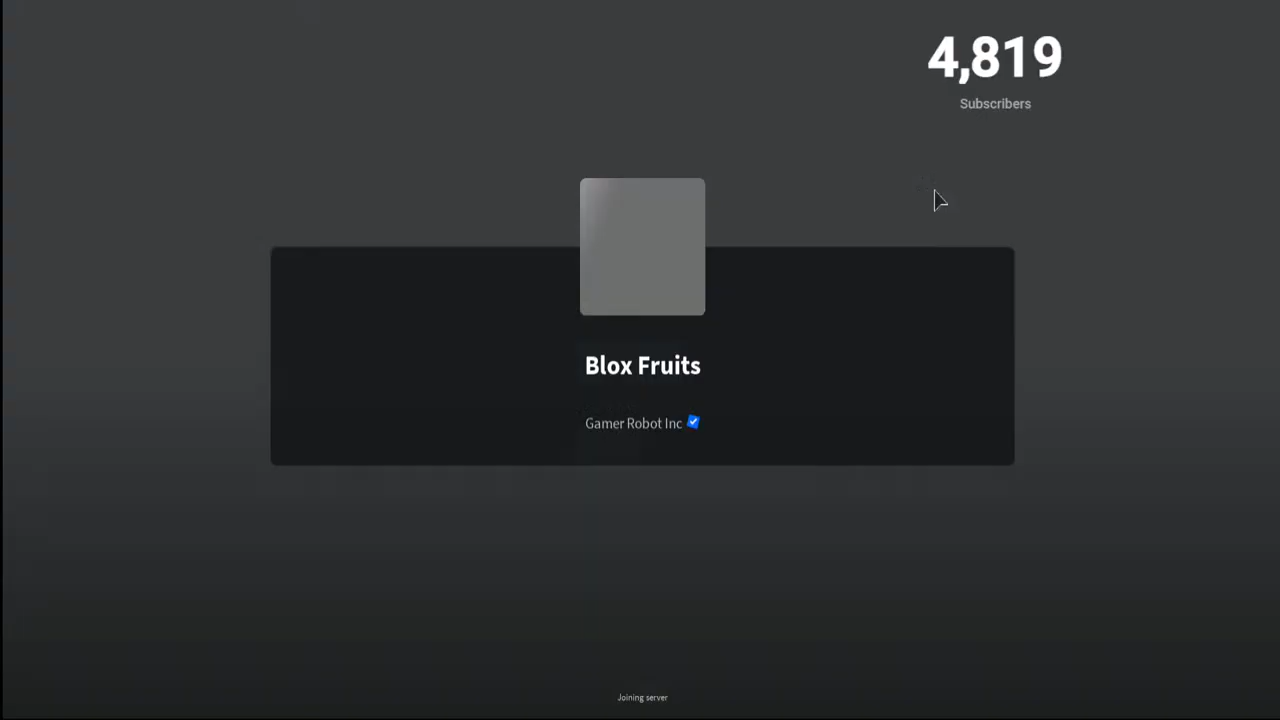 4,819
Subscribers
Blox Fruits
Gamer Robot Inc
Joining server